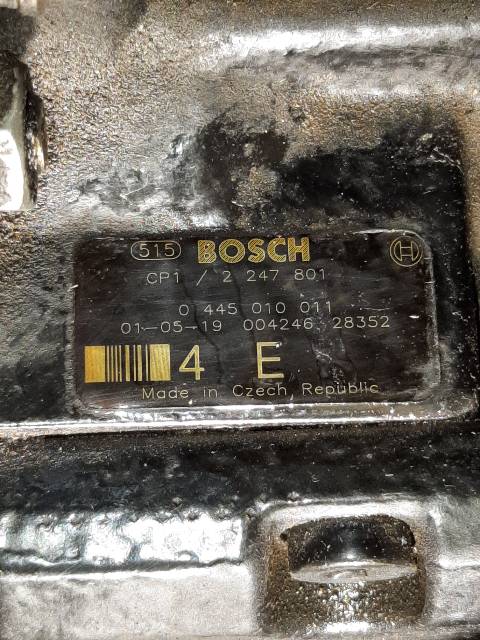 515 BOSCH
CP1 / 2 247 801
0 445 010 011
01-05-19 004246 28352
4 E
Made in Czech Republic